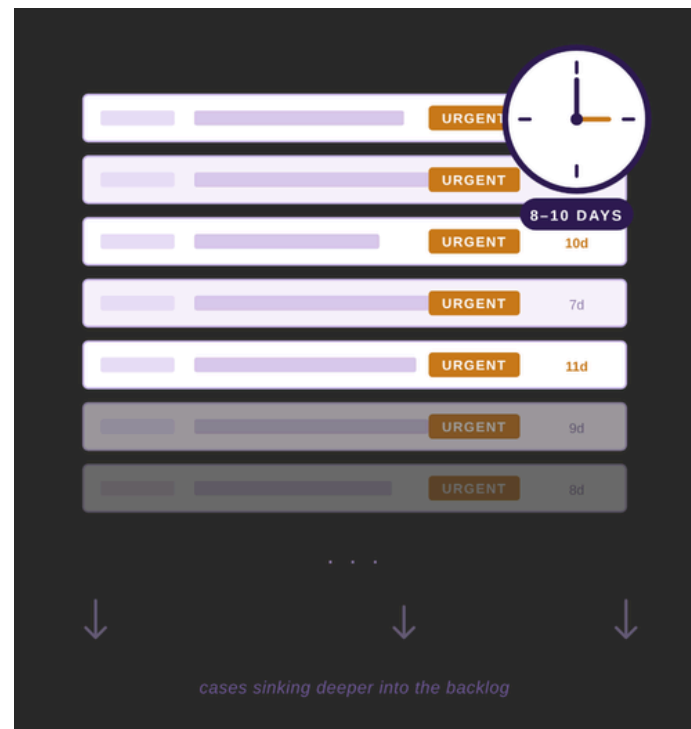 URGENT
URGENT
8–10 DAYS
URGENT 10d
URGENT 7d
URGENT 11d
URGENT 9d
URGENT 8d
. . .
cases sinking deeper into the backlog